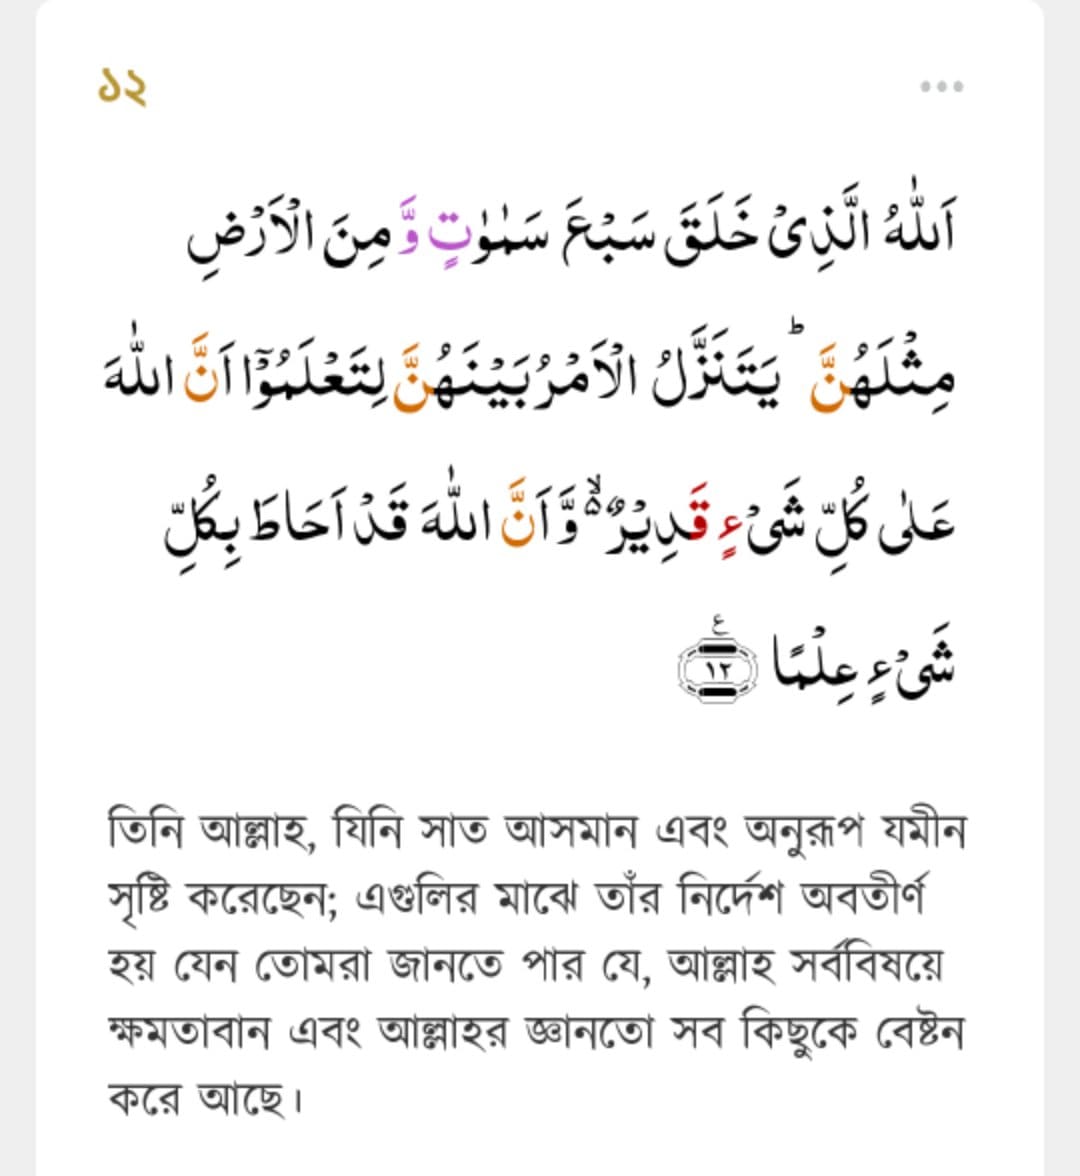 ১২
اَللّٰهُ الَّذِىْ خَلَقَ سَبْعَ سَمٰوٰتٍ وَّمِنَ الْاَرْضِ
مِثْلَهُنَّ ؕ يَتَنَزَّلُ الْاَمْرُ بَيْنَهُنَّ لِتَعْلَمُوْۤا اَنَّ اللّٰهَ
عَلٰى كُلِّ شَىْءٍ قَدِيْرٌ ۙ۬ وَّاَنَّ اللّٰهَ قَدْ اَحَاطَ بِكُلِّ
شَىْءٍ عِلْمًا ١٢ ع
তিনি আল্লাহ, যিনি সাত আসমান এবং অনুরূপ যমীন
সৃষ্টি করেছেন; এগুলির মাঝে তাঁর নির্দেশ অবতীর্ণ
হয় যেন তোমরা জানতে পার যে, আল্লাহ সর্ববিষয়ে
ক্ষমতাবান এবং আল্লাহর জ্ঞানতো সব কিছুকে বেষ্টন
করে আছে।